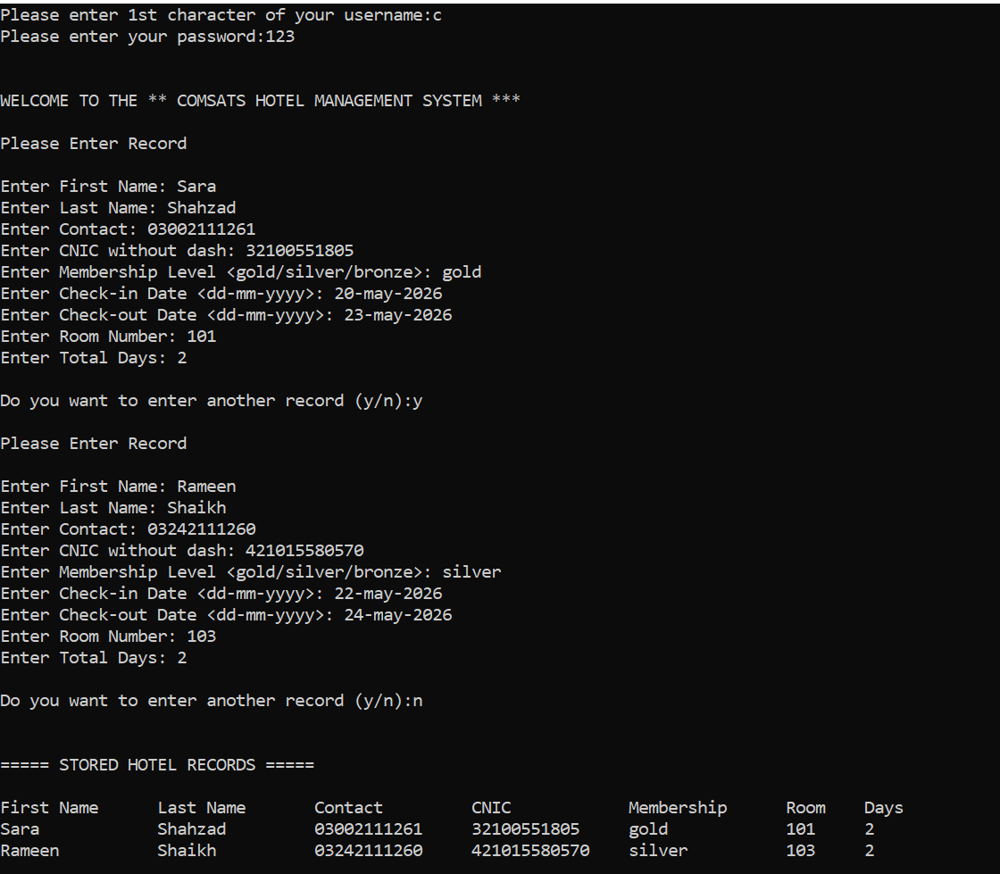 Please enter 1st character of your username:c
Please enter your password:123
WELCOME TO THE ** COMSATS HOTEL MANAGEMENT SYSTEM ***
Please Enter Record
Enter First Name: Sara
Enter Last Name: Shahzad
Enter Contact: 03002111261
Enter CNIC without dash: 32100551805
Enter Membership Level <gold/silver/bronze>: gold
Enter Check-in Date <dd-mm-yyyy>: 20-may-2026
Enter Check-out Date <dd-mm-yyyy>: 23-may-2026
Enter Room Number: 101
Enter Total Days: 2
Do you want to enter another record (y/n):y
Please Enter Record
Enter First Name: Rameen
Enter Last Name: Shaikh
Enter Contact: 03242111260
Enter CNIC without dash: 421015580570
Enter Membership Level <gold/silver/bronze>: silver
Enter Check-in Date <dd-mm-yyyy>: 22-may-2026
Enter Check-out Date <dd-mm-yyyy>: 24-may-2026
Enter Room Number: 103
Enter Total Days: 2
Do you want to enter another record (y/n):n
===== STORED HOTEL RECORDS =====
First Name Last Name Contact CNIC Membership Room Days
Sara Shahzad 03002111261 32100551805 gold 101 2
Rameen Shaikh 03242111260 421015580570 silver 103 2